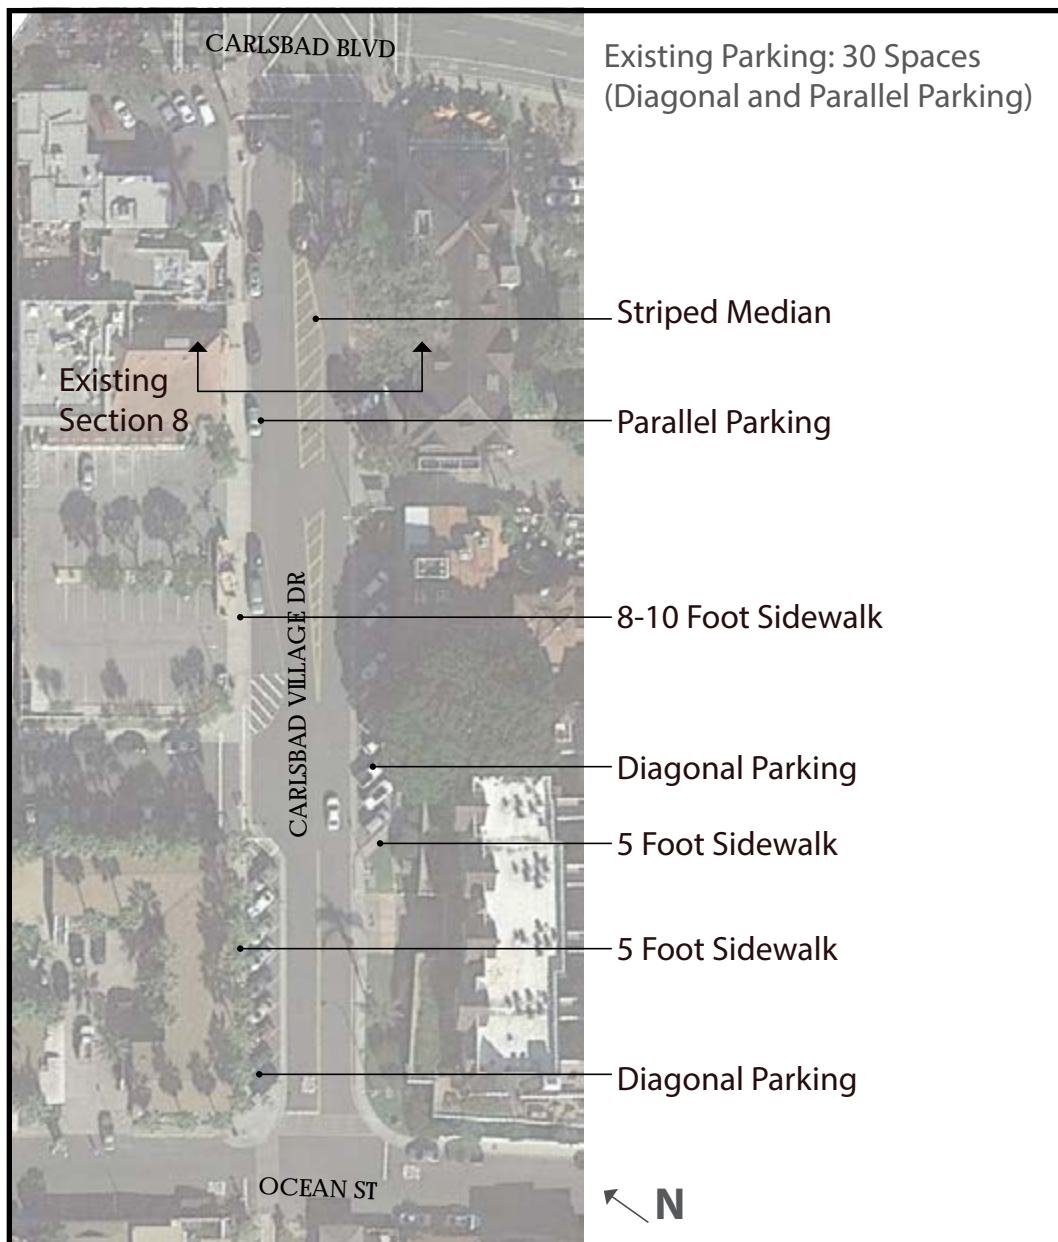 CARLSBAD BLVD
Existing Parking: 30 Spaces
(Diagonal and Parallel Parking)
Striped Median
Existing
Section 8
Parallel Parking
8-10 Foot Sidewalk
CARLSBAD VILLAGE DR
Diagonal Parking
5 Foot Sidewalk
5 Foot Sidewalk
Diagonal Parking
OCEAN ST
N